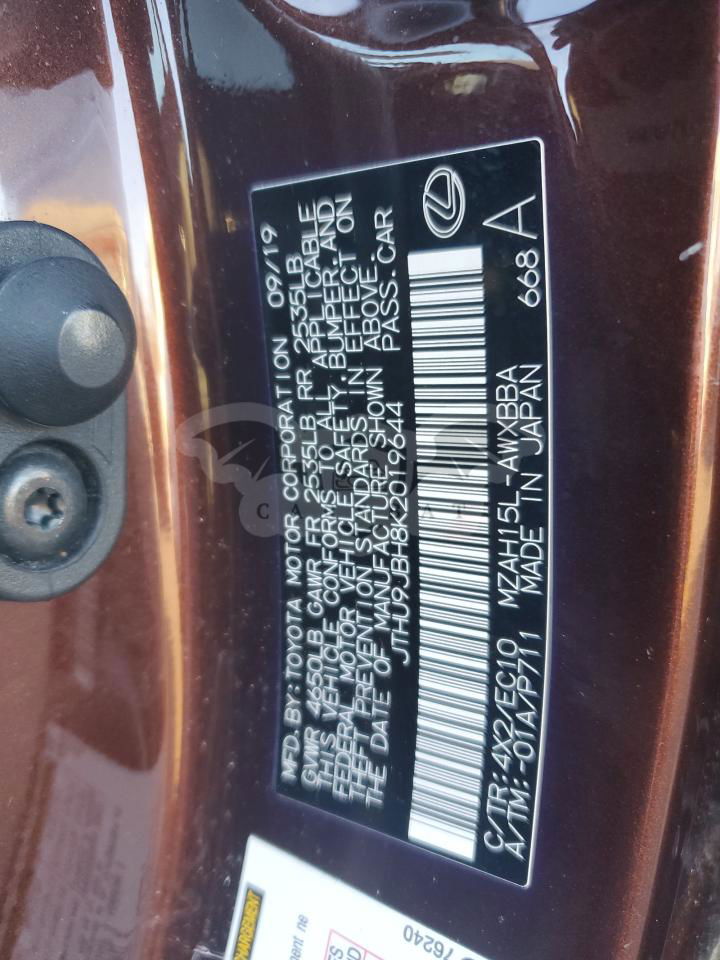 MFD. BY: TOYOTA MOTOR CORPORATION 09/19
GVWR 4650LB GAWR FR 2535LB RR 2535LB
THIS VEHICLE CONFORMS TO ALL APPLICABLE
FEDERAL MOTOR VEHICLE SAFETY, BUMPER, AND
THEFT PREVENTION STANDARDS IN EFFECT ON
THE DATE OF MANUFACTURE SHOWN ABOVE.
JTHU9JBH8K2019644 PASS. CAR
C/TR: 4X2/EC10 MZAH15L-AWXBBA
A/TM: -01A/P711 MADE IN JAPAN 668 A
76240